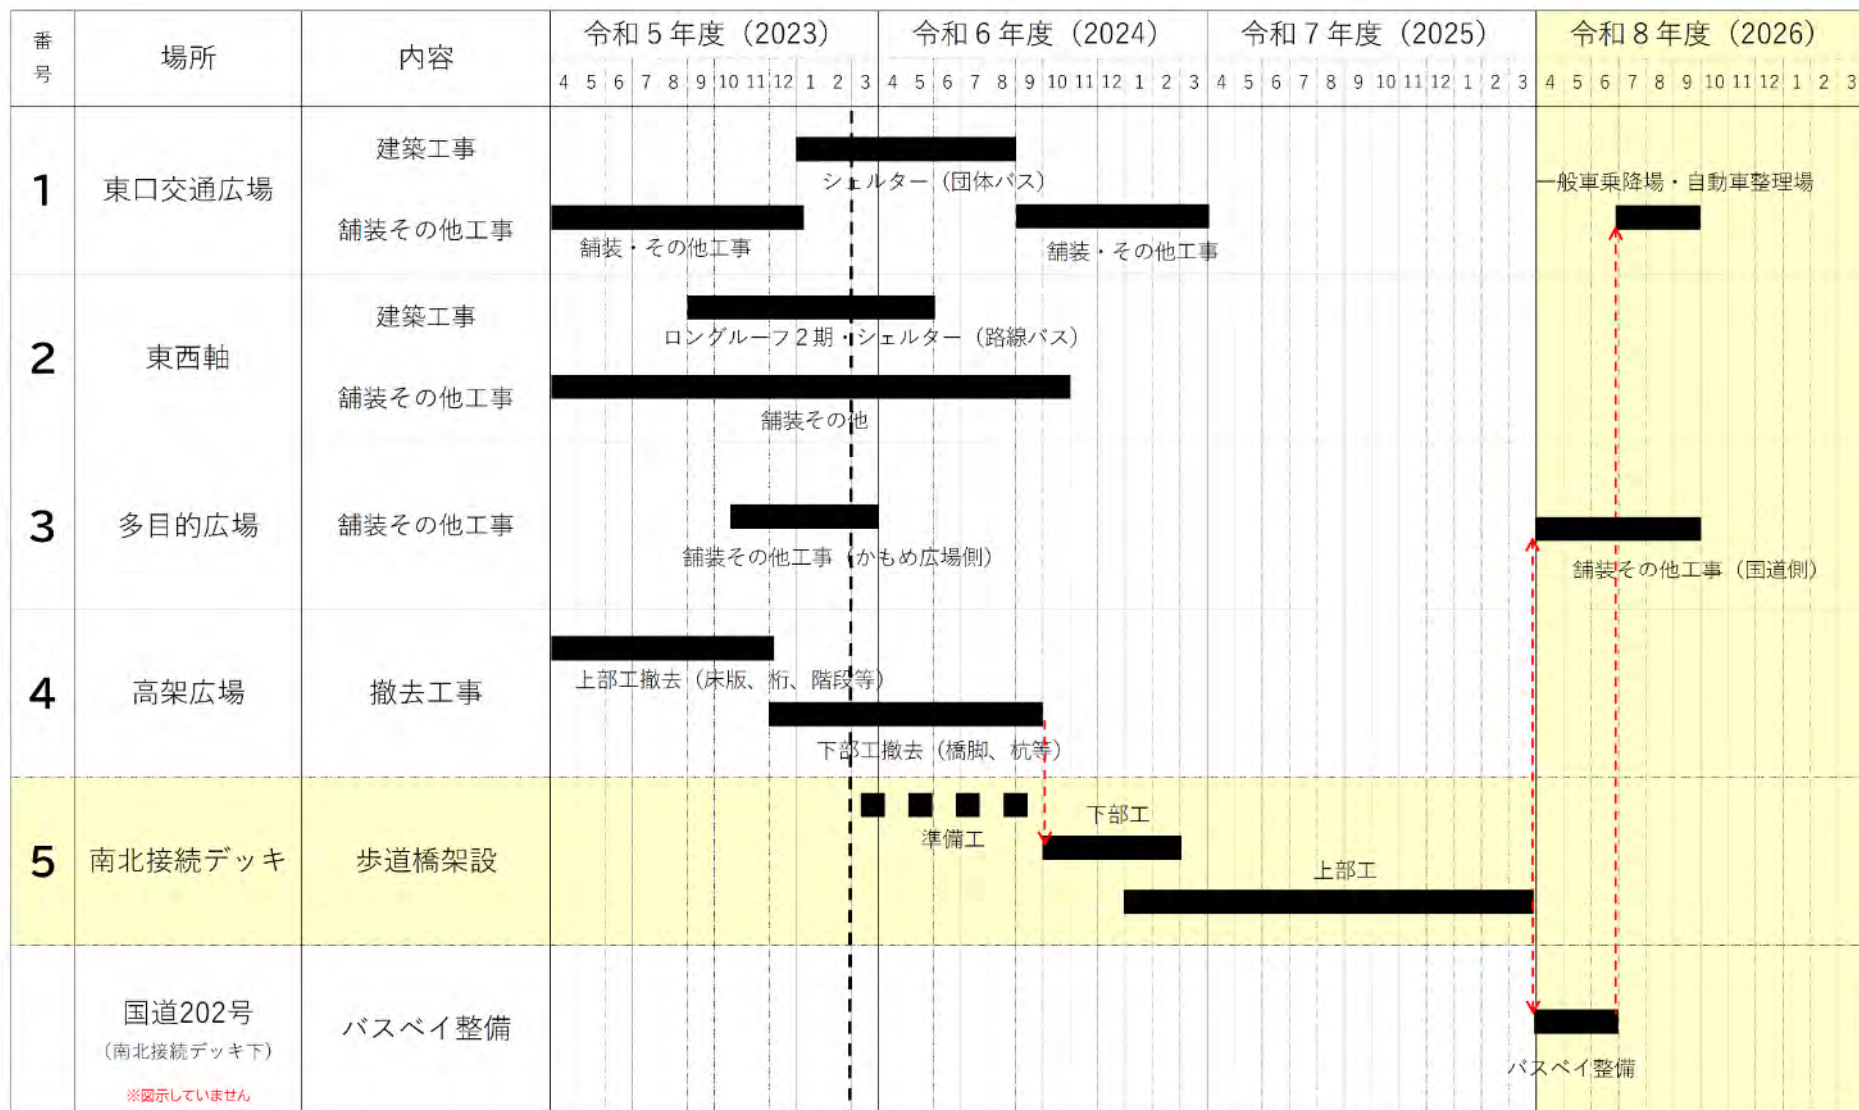 番号 場所 内容 令和5年度（2023） 令和6年度（2024） 令和7年度（2025） 令和8年度（2026）
4 5 6 7 8 9 10 11 12 1 2 3 4 5 6 7 8 9 10 11 12 1 2 3 4 5 6 7 8 9 10 11 12 1 2 3 4 5 6 7 8 9 10 11 12 1 2 3
1 東口交通広場
建築工事
シェルター（団体バス）
一般車乗降場・自動車整理場
舗装その他工事
舗装・その他工事
舗装・その他工事
2 東西軸
建築工事
ロングルーフ2期・シェルター（路線バス）
舗装その他工事
舗装その他
3 多目的広場 舗装その他工事
舗装その他工事（かもめ広場側）
舗装その他工事（国道側）
4 高架広場 撤去工事
上部工撤去（床版、桁、階段等）
下部工撤去（橋脚、杭等）
5 南北接続デッキ 歩道橋架設
準備工
下部工
上部工
国道202号
（南北接続デッキ下）
※図示していません
バスベイ整備
バスベイ整備